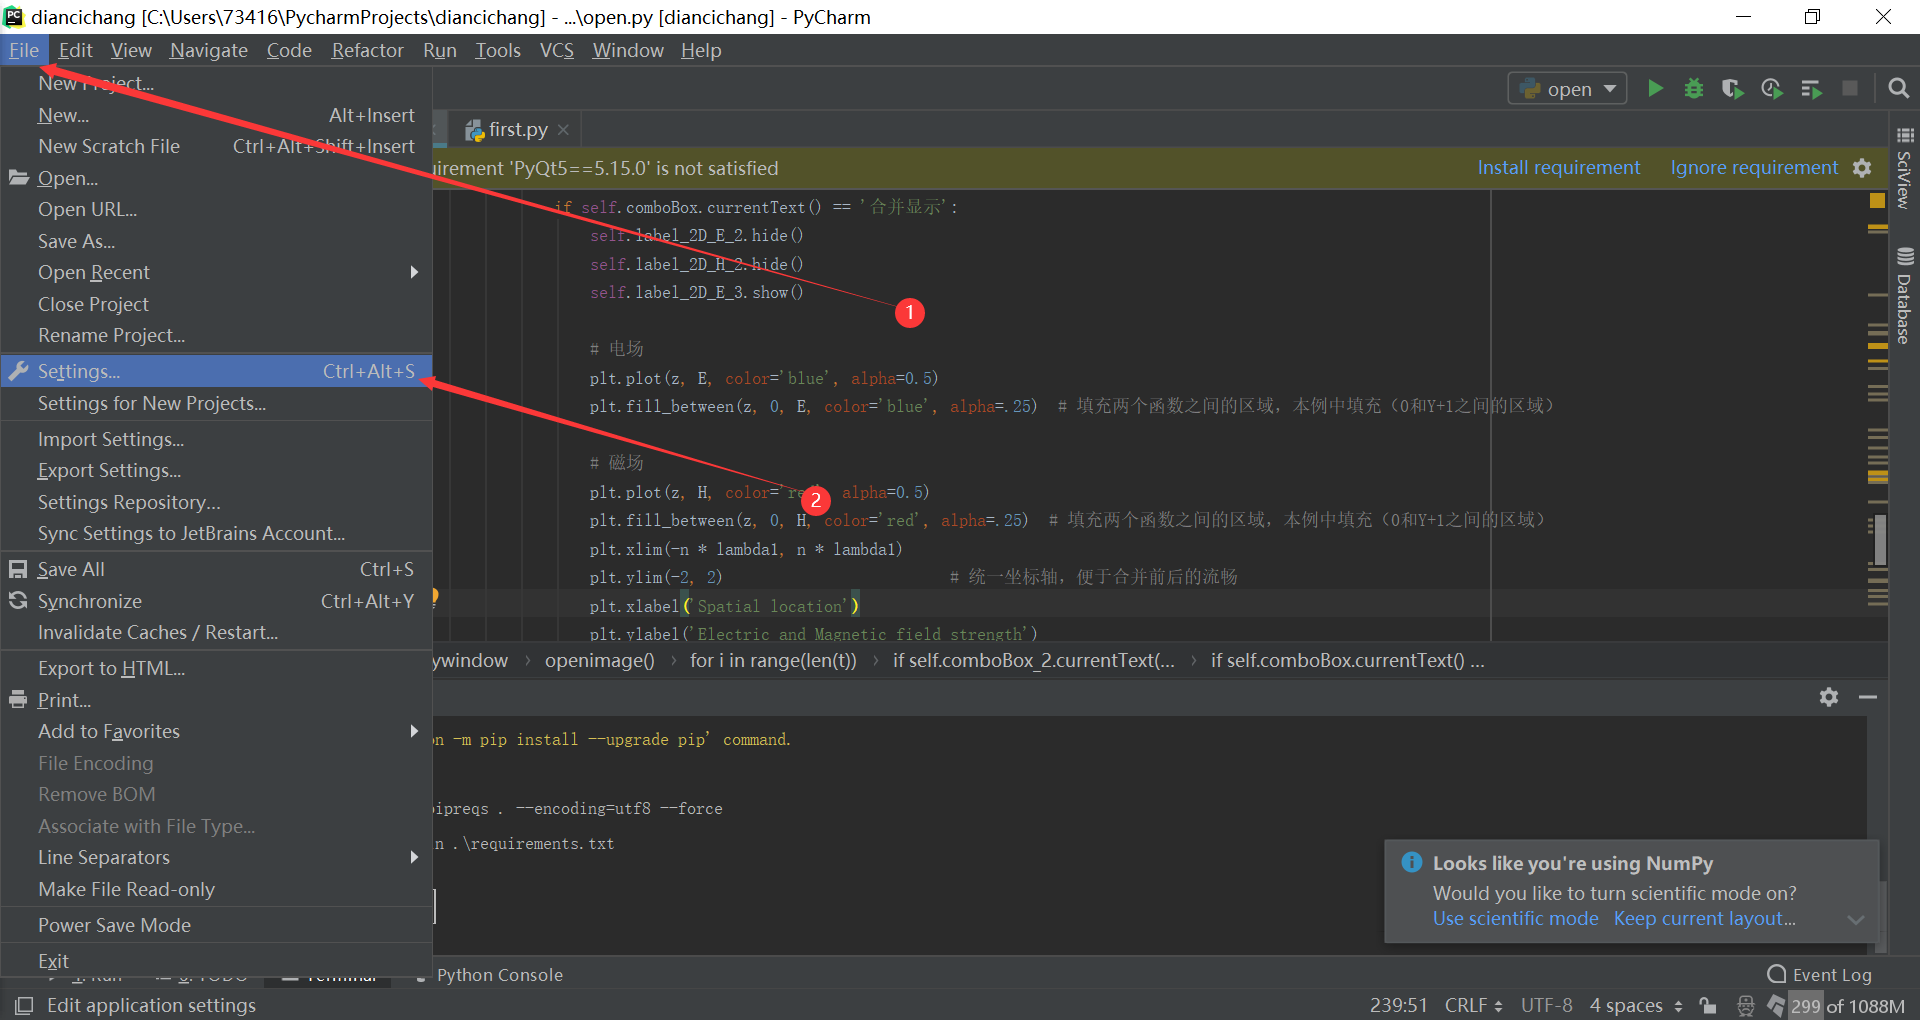 diancichang [C:\Users\73416\PycharmProjects\diancichang] - ...\open.py [diancichang] - PyCharm
File Edit View Navigate Code Refactor Run Tools VCS Window Help
New Project...
New... Alt+Insert
New Scratch File Ctrl+Alt+Shift+Insert
Open...
Open URL...
Save As...
Open Recent
Close Project
Rename Project...
Settings... Ctrl+Alt+S
Settings for New Projects...
Import Settings...
Export Settings...
Settings Repository...
Sync Settings to JetBrains Account...
Save All Ctrl+S
Synchronize Ctrl+Alt+Y
Invalidate Caches / Restart...
Export to HTML...
Print...
Add to Favorites
File Encoding
Remove BOM
Associate with File Type...
Line Separators
Make File Read-only
Power Save Mode
Exit
open
first.py
uirement 'PyQt5==5.15.0' is not satisfied
Install requirement Ignore requirement
if self.comboBox.currentText() == '合并显示':
self.label_2D_E_2.hide()
self.label_2D_H_2.hide()
self.label_2D_E_3.show()
1
# 电场
plt.plot(z, E, color='blue', alpha=0.5)
plt.fill_between(z, 0, E, color='blue', alpha=.25) # 填充两个函数之间的区域，本例中填充（0和Y+1之间的区域）
# 磁场
plt.plot(z, H, color='red', alpha=0.5)
2
plt.fill_between(z, 0, H, color='red', alpha=.25) # 填充两个函数之间的区域，本例中填充（0和Y+1之间的区域）
plt.xlim(-n * lambda1, n * lambda1)
plt.ylim(-2, 2) # 统一坐标轴，便于合并前后的流畅
plt.xlabel('Spatial location')
plt.ylabel('Electric and Magnetic field strength')
ywindow › openimage() › for i in range(len(t)) › if self.comboBox_2.currentText(... › if self.comboBox.currentText() ...
on -m pip install --upgrade pip' command.
pipreqs . --encoding=utf8 --force
n .\requirements.txt
SciView
Database
Looks like you're using NumPy
Would you like to turn scientific mode on?
Use scientific mode Keep current layout...
Terminal Python Console
Event Log
Edit application settings
239:51 CRLF UTF-8 4 spaces 299 of 1088M